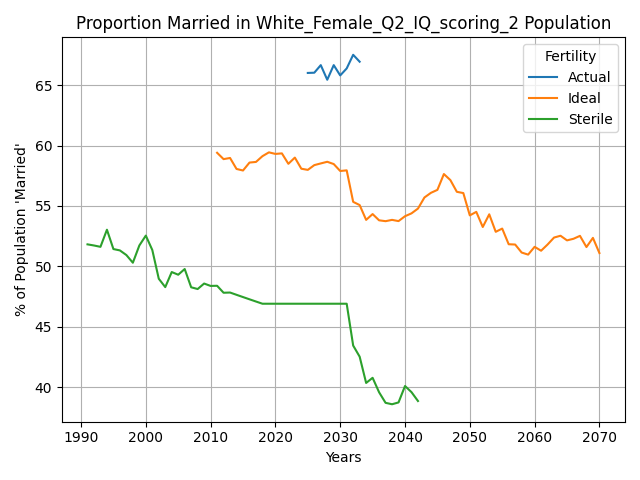 Proportion Married in White_Female_Q2_IQ_scoring_2 Population
% of Population 'Married'
65
60
55
50
45
40
Fertility
Actual
Ideal
Sterile
1990 2000 2010 2020 2030 2040 2050 2060 2070
Years